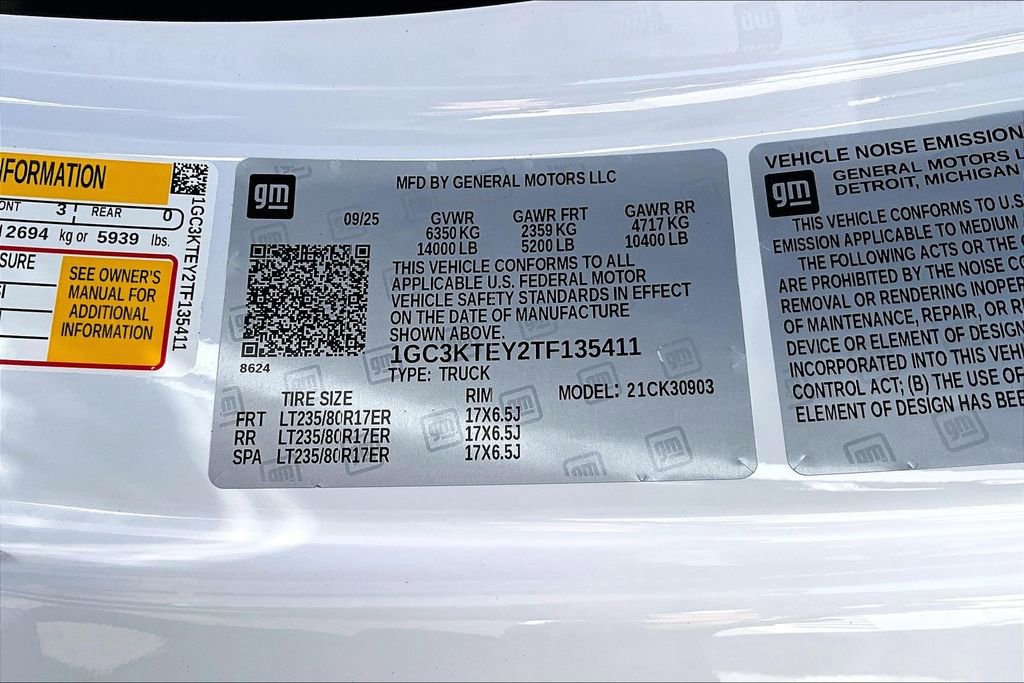 NFORMATION
ONT 3 REAR 0
2694 kg or 5939 lbs.
SURE
SEE OWNER'S
MANUAL FOR
ADDITIONAL
INFORMATION
1GC3KTEY2TF135411
gm
MFD BY GENERAL MOTORS LLC
09/25 GVWR GAWR FRT GAWR RR
6350 KG 2359 KG 4717 KG
14000 LB 5200 LB 10400 LB
THIS VEHICLE CONFORMS TO ALL
APPLICABLE U.S. FEDERAL MOTOR
VEHICLE SAFETY STANDARDS IN EFFECT
ON THE DATE OF MANUFACTURE
SHOWN ABOVE.
1GC3KTEY2TF135411
8624
TYPE: TRUCK
MODEL: 21CK30903
TIRE SIZE RIM
FRT LT235/80R17ER 17X6.5J
RR LT235/80R17ER 17X6.5J
SPA LT235/80R17ER 17X6.5J
VEHICLE NOISE EMISSION
gm
GENERAL MOTORS L
DETROIT, MICHIGAN
THIS VEHICLE CONFORMS TO U.S.
EMISSION APPLICABLE TO MEDIUM
THE FOLLOWING ACTS OR THE
ARE PROHIBITED BY THE NOISE CO
REMOVAL OR RENDERING INOPER
OF MAINTENANCE, REPAIR, OR R
DEVICE OR ELEMENT OF DESIGN
INCORPORATED INTO THIS VEHI
CONTROL ACT; (B) THE USE OF
ELEMENT OF DESIGN HAS BEE